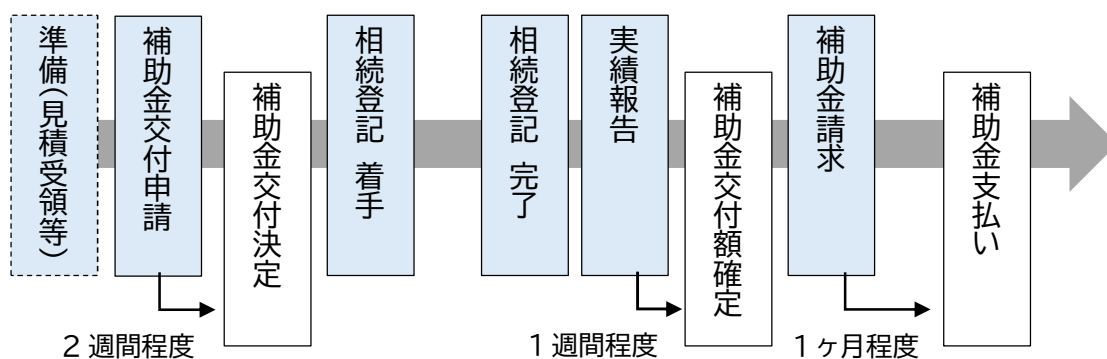 準備(見積受領等)
補助金交付申請
補助金交付決定
相続登記 着手
相続登記 完了
実績報告
補助金交付額確定
補助金請求
補助金支払い
2週間程度
1週間程度
1ヶ月程度